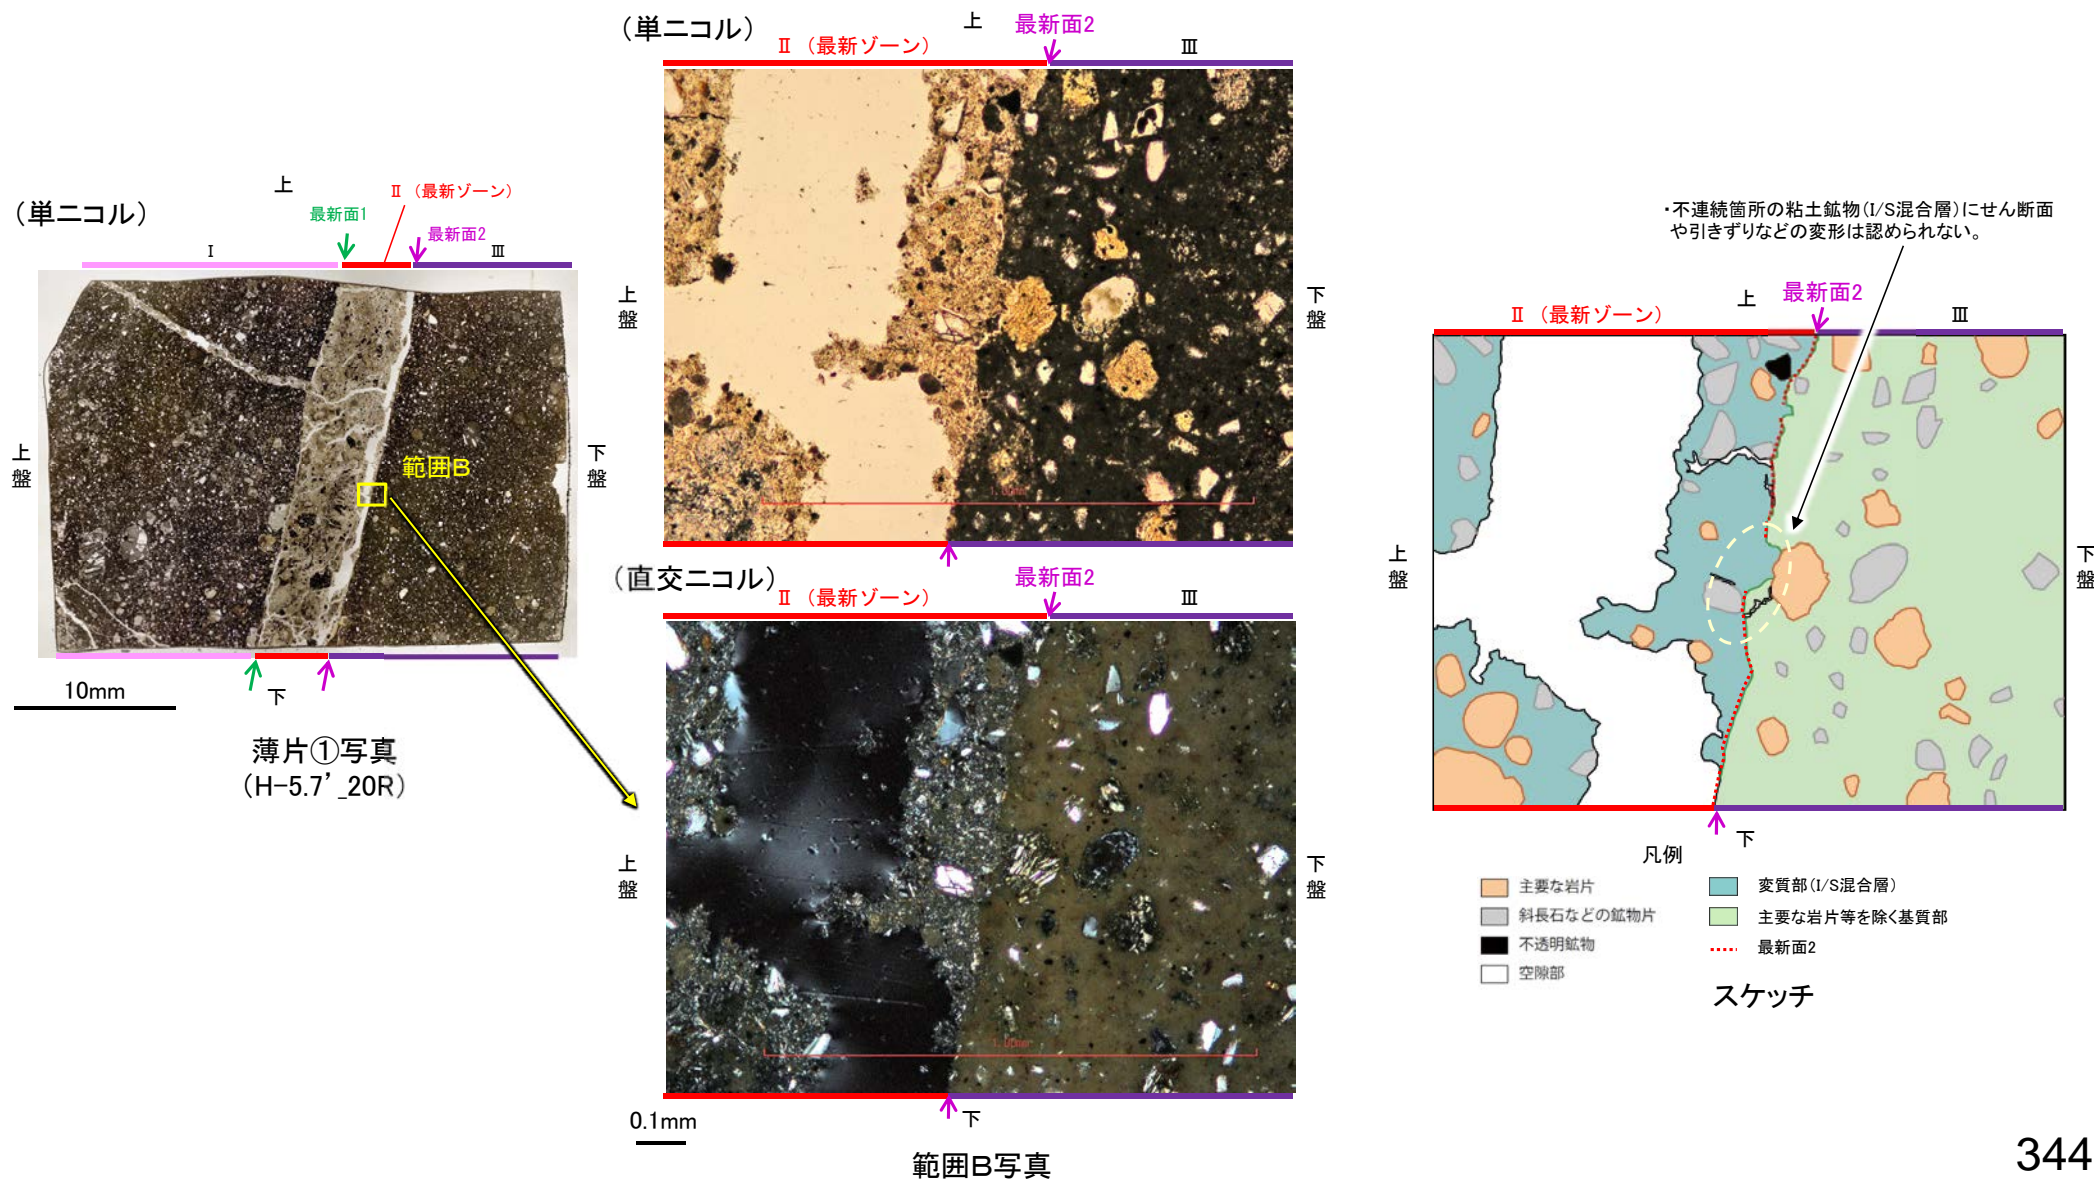 (単ニコル)
上
最新面1
Ⅱ (最新ゾーン)
最新面2
Ⅰ
Ⅲ
上盤
下盤
範囲B
10mm
下
薄片①写真
(H-5.7’_20R)
(単ニコル)
上
最新面2
Ⅱ (最新ゾーン)
Ⅲ
上盤
下盤
1.0mm
(直交ニコル)
最新面2
Ⅱ (最新ゾーン)
Ⅲ
上盤
下盤
1.0mm
下
0.1mm
範囲B写真
・不連続箇所の粘土鉱物(I/S混合層)にせん断面
や引きずりなどの変形は認められない。
上
最新面2
Ⅱ (最新ゾーン)
Ⅲ
上盤
下盤
下
凡例
主要な岩片
斜長石などの鉱物片
不透明鉱物
空隙部
変質部(I/S混合層)
主要な岩片等を除く基質部
最新面2
スケッチ
344